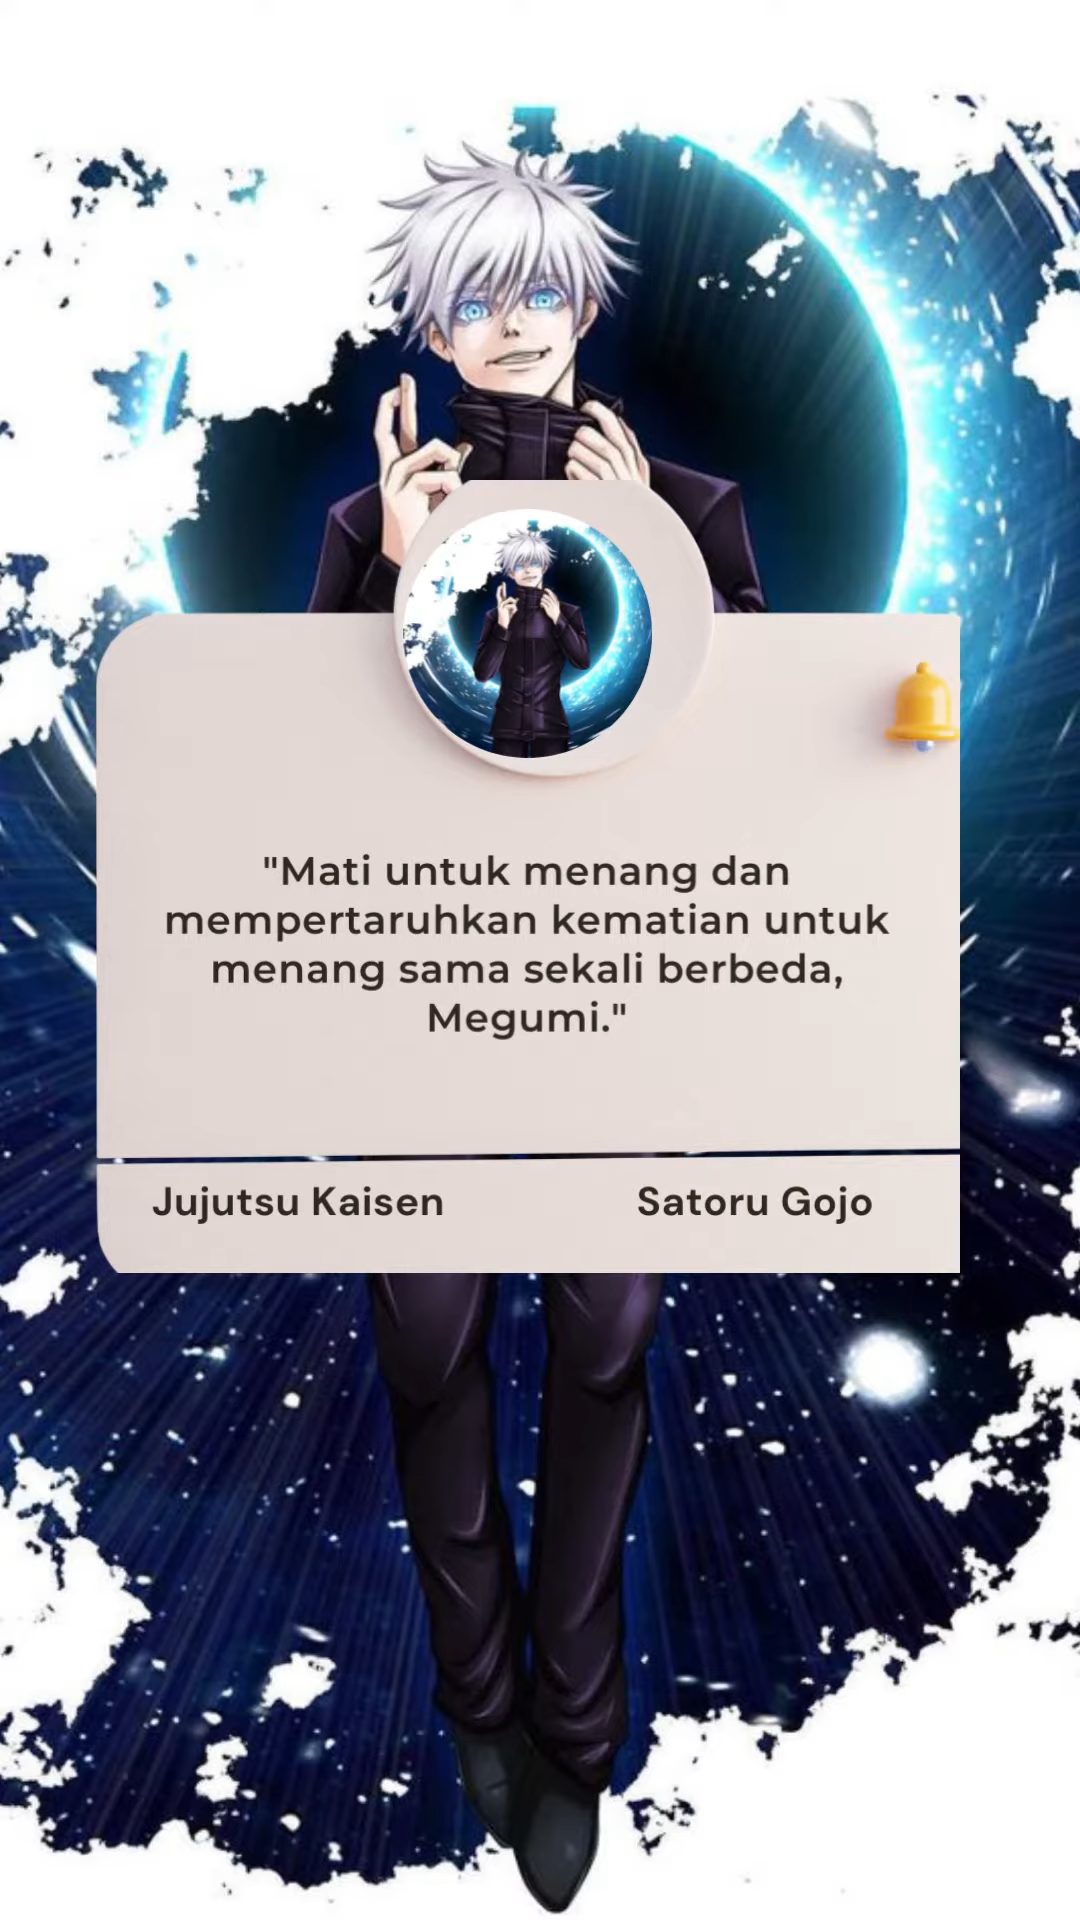 "Mati untuk menang dan
mempertaruhkan kematian untuk
menang sama sekali berbeda,
Megumi."
Jujutsu Kaisen
Satoru Gojo